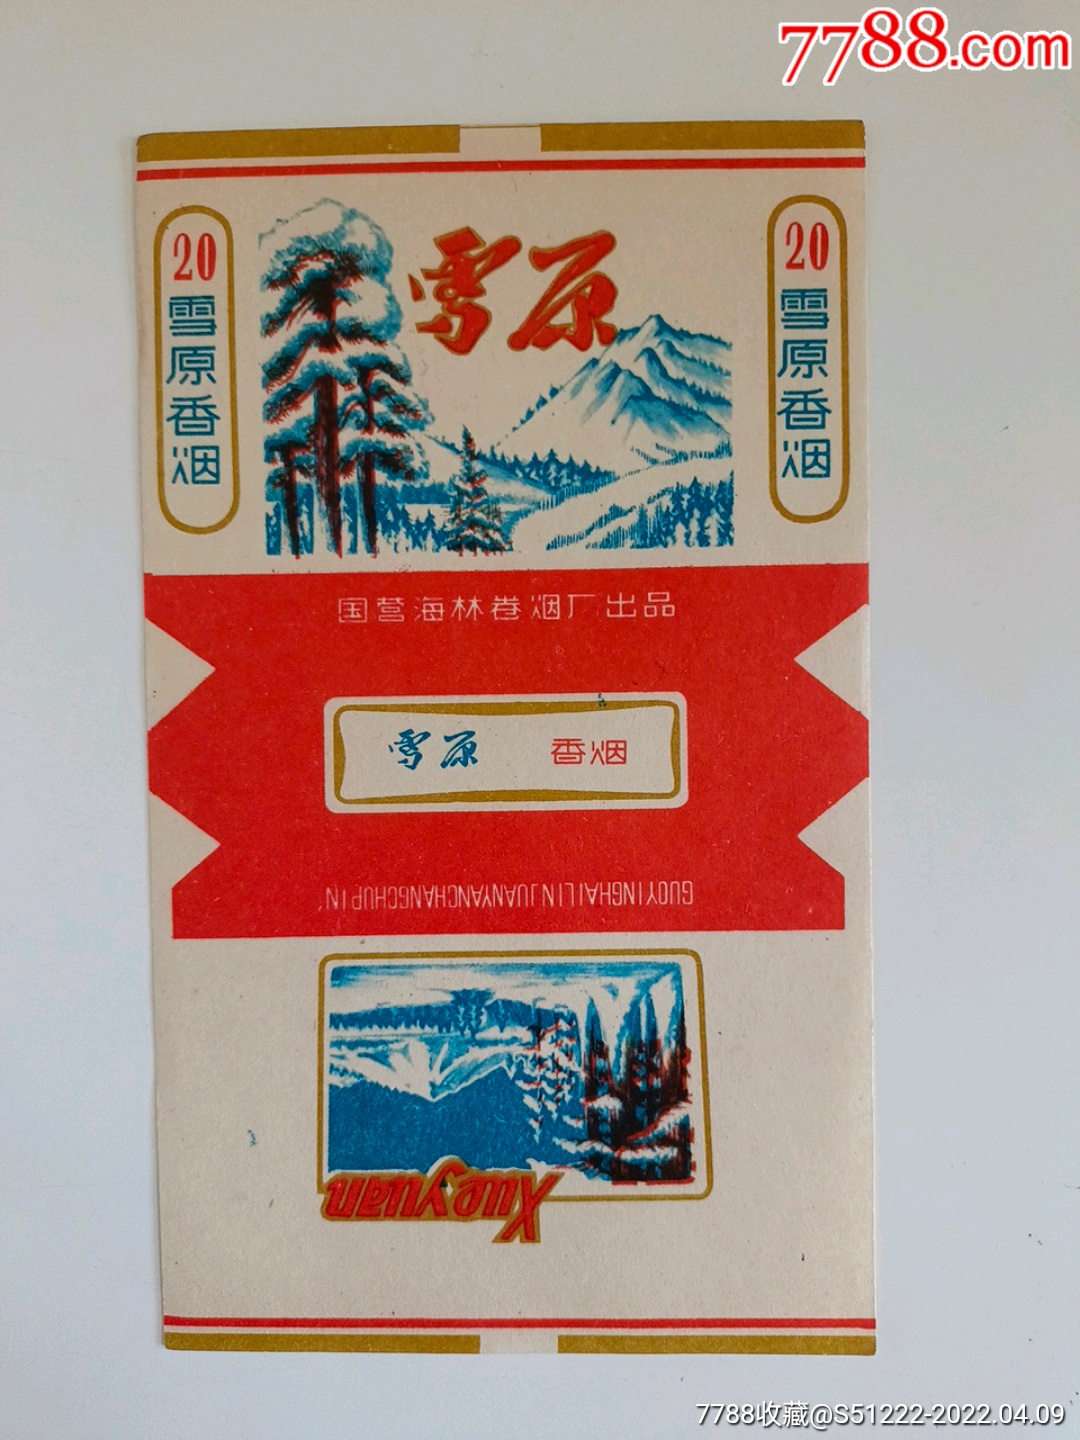 7788.com
20
雪原香烟
雪原
20
雪原香烟
国营海林卷烟厂出品
雪原 香烟
GUOYINGHAILINJUANYANCHANGCHUPIN
Xueyuan
7788收藏@S51222-2022.04.09